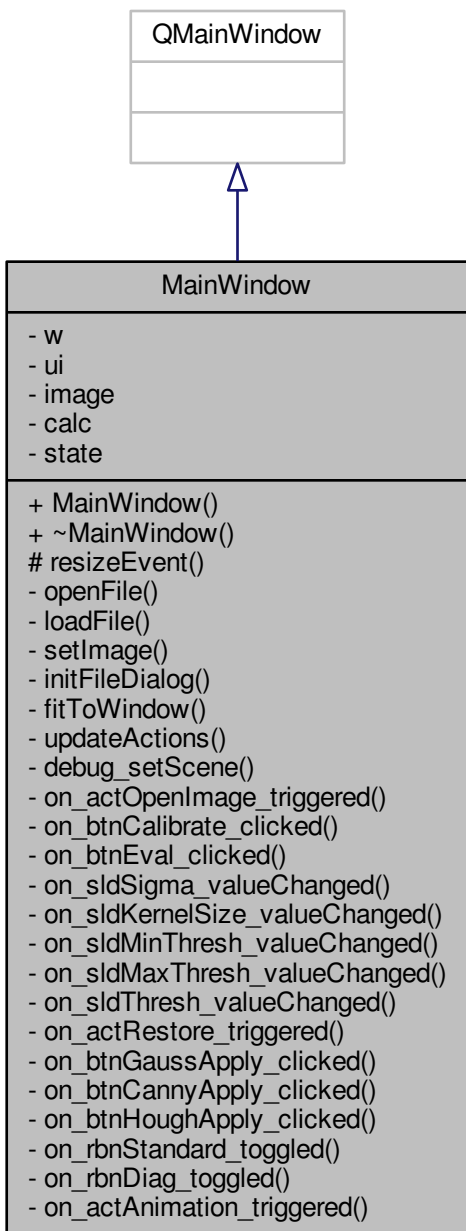 QMainWindow
MainWindow
- w
- ui
- image
- calc
- state
+ MainWindow()
+ ~MainWindow()
# resizeEvent()
- openFile()
- loadFile()
- setImage()
- initFileDialog()
- fitToWindow()
- updateActions()
- debug_setScene()
- on_actOpenImage_triggered()
- on_btnCalibrate_clicked()
- on_btnEval_clicked()
- on_sldSigma_valueChanged()
- on_sldKernelSize_valueChanged()
- on_sldMinThresh_valueChanged()
- on_sldMaxThresh_valueChanged()
- on_sldThresh_valueChanged()
- on_actRestore_triggered()
- on_btnGaussApply_clicked()
- on_btnCannyApply_clicked()
- on_btnHoughApply_clicked()
- on_rbnStandard_toggled()
- on_rbnDiag_toggled()
- on_actAnimation_triggered()